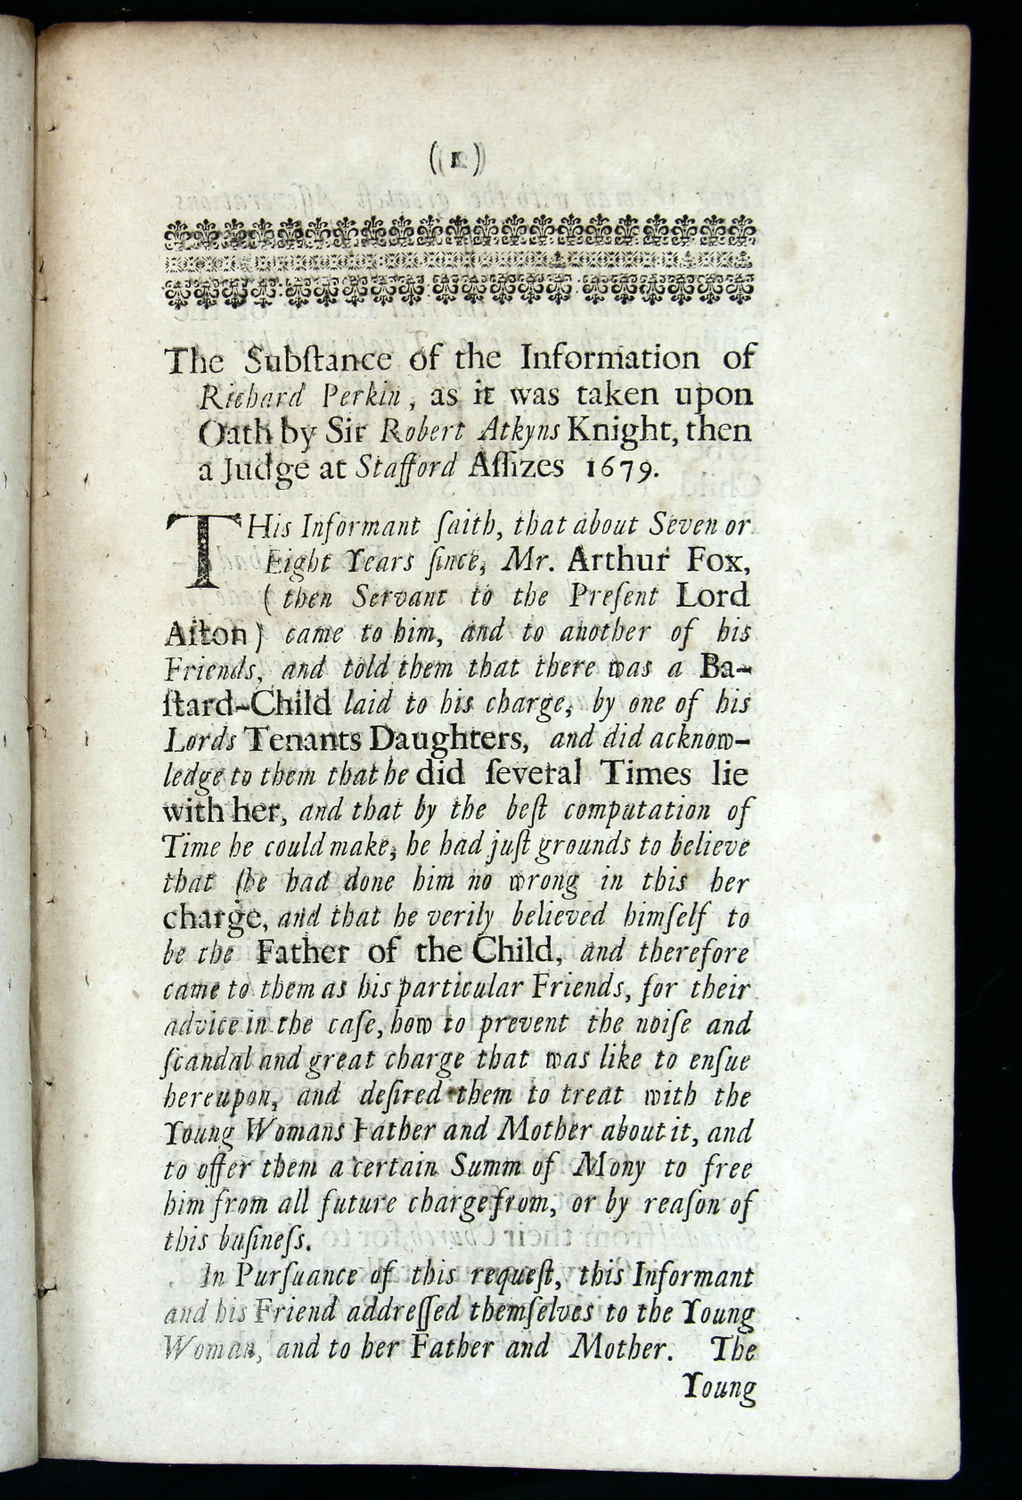 (1)
The Subſtance of the Information of
Richard Perkin, as it was taken upon
Oath by Sir Robert Atkyns Knight, then
a Judge at Stafford Aſſizes 1679.
THis Informant ſaith, that about Seven or
Eight Years ſince, Mr. Arthur Fox,
( then Servant to the Preſent Lord
Aſton ) came to him, and to another of his
Friends, and told them that there was a Ba-
ſtard-Child laid to his charge, by one of his
Lords Tenants Daughters, and did acknow-
ledge to them that he did ſeveral Times lie
with her, and that by the beſt computation of
Time he could make, he had juſt grounds to believe
that ſhe had done him no wrong in this her
charge, and that he verily believed himſelf to
be the Father of the Child, and therefore
came to them as his particular Friends, for their
advice in the caſe, how to prevent the noiſe and
ſcandal and great charge that was like to enſue
hereupon, and deſired them to treat with the
Young Womans Father and Mother about it, and
to offer them a certain Summ of Mony to free
him from all future charge from, or by reaſon of
this buſineſs.
In Purſuance of this requeſt, this Informant
and his Friend addreſſed themſelves to the Young
Woman, and to her Father and Mother. The
Young